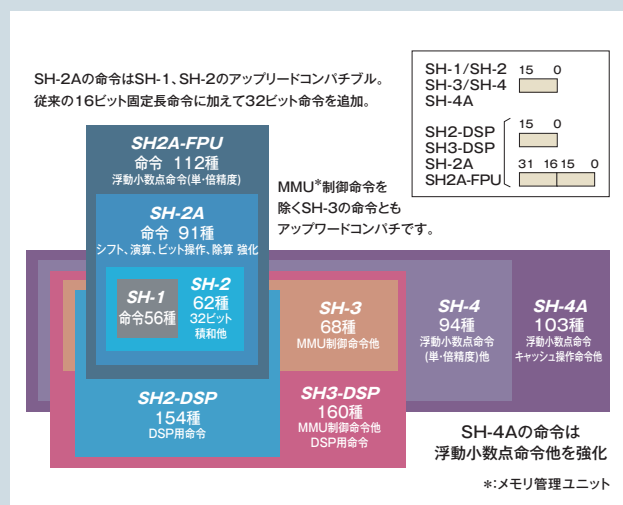 SH-2Aの命令はSH-1、SH-2のアップリードコンパチブル。
従来の16ビット固定長命令に加えて32ビット命令を追加。
SH-1/SH-2 15 0
SH-3/SH-4
SH-4A
SH2-DSP 15 0
SH3-DSP
SH-2A 31 16 15 0
SH2A-FPU
SH2A-FPU
命令 112種
浮動小数点命令(単・倍精度)
MMU*制御命令を
除くSH-3の命令とも
アップワードコンパチです。
SH-2A
命令 91種
シフト、演算、ビット操作、除算 強化
SH-1
命令56種
SH-2
62種
32ビット
積和他
SH-3
68種
MMU制御命令他
SH-4
94種
浮動小数点命令
(単・倍精度)他
SH-4A
103種
浮動小数点命令
キャッシュ操作命令他
SH2-DSP
154種
DSP用命令
SH3-DSP
160種
MMU制御命令他
DSP用命令
SH-4Aの命令は
浮動小数点命令他を強化
*:メモリ管理ユニット